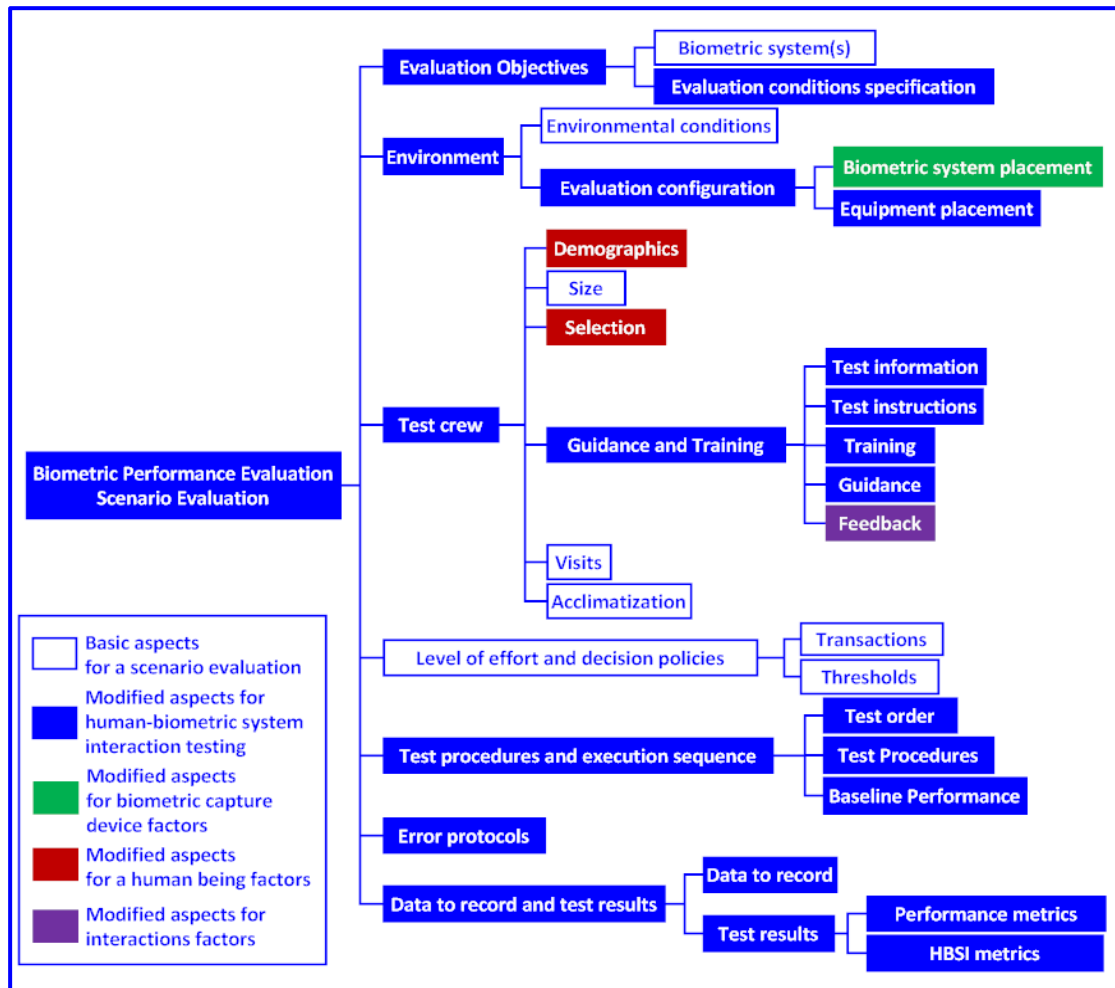 Biometric system(s)
Evaluation Objectives
Evaluation conditions specification
Environmental conditions
Environment
Biometric system placement
Evaluation configuration
Equipment placement
Demographics
Size
Selection
Test information
Test instructions
Test crew
Guidance and Training
Training
Biometric Performance Evaluation
Scenario Evaluation
Guidance
Feedback
Visits
Acclimatization
Transactions
Level of effort and decision policies
Thresholds
Test order
Test procedures and execution sequence
Test Procedures
Baseline Performance
Error protocols
Data to record
Data to record and test results
Performance metrics
Test results
HBSI metrics
Basic aspects
for a scenario evaluation
Modified aspects for
human-biometric system
interaction testing
Modified aspects
for biometric capture
device factors
Modified aspects
for a human being factors
Modified aspects for
interactions factors